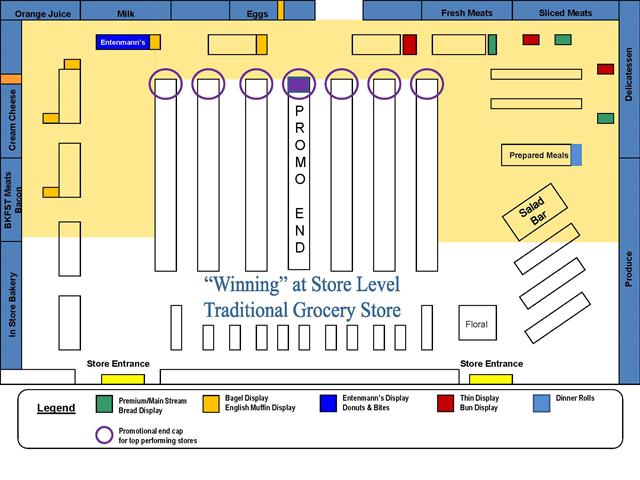 Orange Juice
Milk
Eggs
Fresh Meats
Sliced Meats
Entenmann's
Delicatessen
Cream Cheese
PROMO END
Prepared Meals
BKFST Meats
Bacon
Salad
Bar
Produce
In Store Bakery
“Winning” at Store Level
Traditional Grocery Store
Floral
Store Entrance
Store Entrance
Legend
Premium/Main Stream
Bread Display
Bagel Display
English Muffin Display
Entenmann's Display
Donuts & Bites
Thin Display
Bun Display
Dinner Rolls
Promotional end cap
for top performing stores